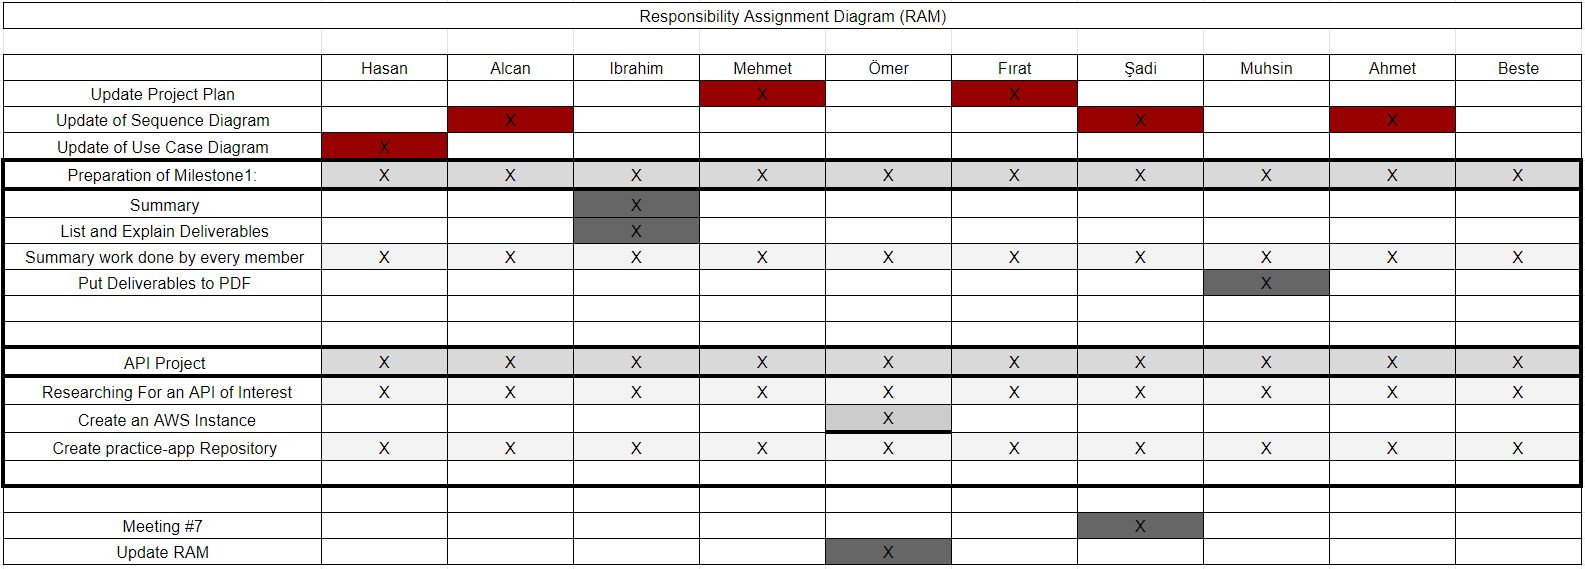 Responsibility Assignment Diagram (RAM)
Hasan Alcan Ibrahim Mehmet Ömer Fırat Şadi Muhsin Ahmet Beste
Update Project Plan X X
Update of Sequence Diagram X X X
Update of Use Case Diagram X
Preparation of Milestone1: X X X X X X X X X X
Summary X
List and Explain Deliverables X
Summary work done by every member X X X X X X X X X X
Put Deliverables to PDF X
API Project X X X X X X X X X X
Researching For an API of Interest X X X X X X X X X X
Create an AWS Instance X
Create practice-app Repository X X X X X X X X X X
Meeting #7 X
Update RAM X